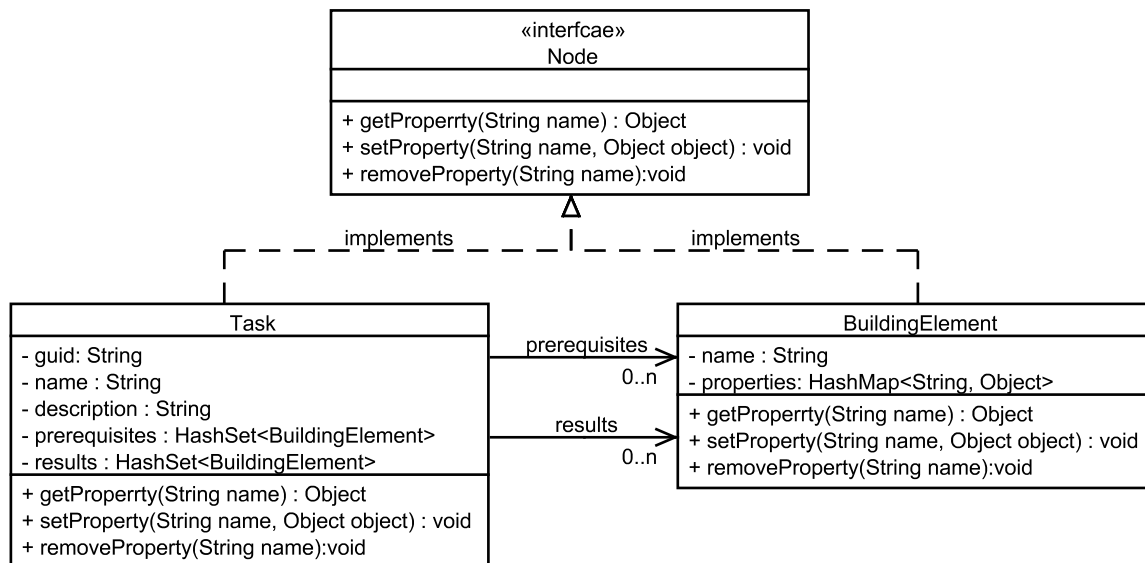 «interfcae»
Node
+ getProperrty(String name) : Object
+ setProperty(String name, Object object) : void
+ removeProperty(String name):void
implements
implements
Task
- guid: String
- name : String
- description : String
- prerequisites : HashSet<BuildingElement>
- results : HashSet<BuildingElement>
+ getProperrty(String name) : Object
+ setProperty(String name, Object object) : void
+ removeProperty(String name):void
prerequisites
0..n
results
0..n
BuildingElement
- name : String
- properties: HashMap<String, Object>
+ getProperrty(String name) : Object
+ setProperty(String name, Object object) : void
+ removeProperty(String name):void